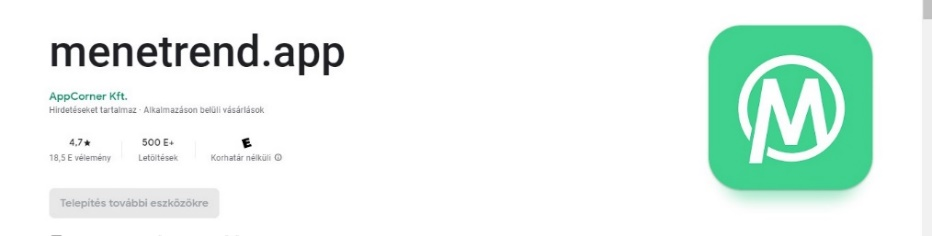 menetrend.app
AppCorner Kft.
Hirdetéseket tartalmaz · Alkalmazáson belüli vásárlások
4,7★ 500 E+ E
18,5 E vélemény Letöltések Korhatár nélküli
Telepítés további eszközökre
M